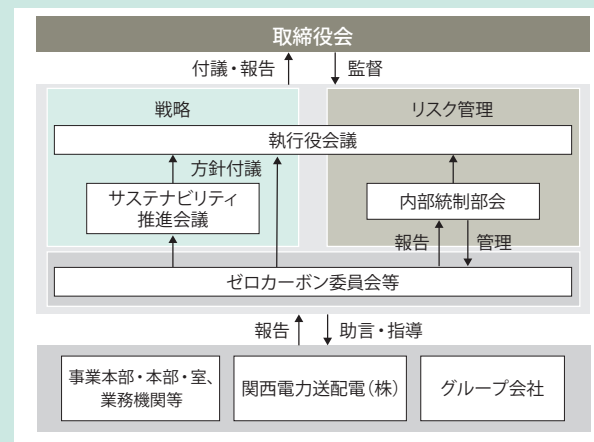 取締役会
付議・報告
監督
戦略
リスク管理
執行役会議
方針付議
サステナビリティ
推進会議
内部統制部会
報告
管理
ゼロカーボン委員会等
報告
助言・指導
事業本部・本部・室、
業務機関等
関西電力送配電(株)
グループ会社